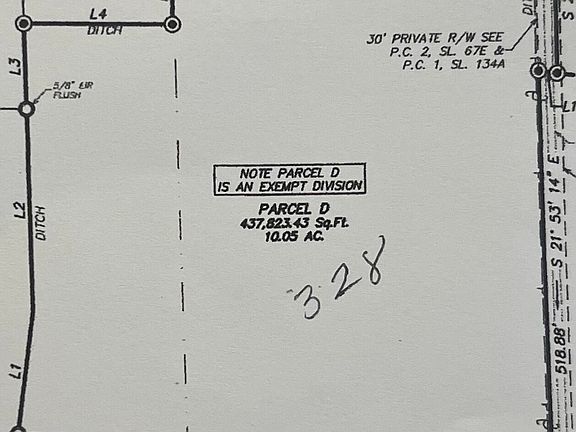 L4
DITCH
30' PRIVATE R/W SEE
P.C. 2, SL. 67E &
P.C. 1, SL. 134A
L3
5/8" EIR
FLUSH
L1
NOTE PARCEL D
IS AN EXEMPT DIVISION
PARCEL D
437,823.43 Sq.Ft.
10.05 AC.
L2
DITCH
S 21° 53' 14" E
328
518.88'
L1